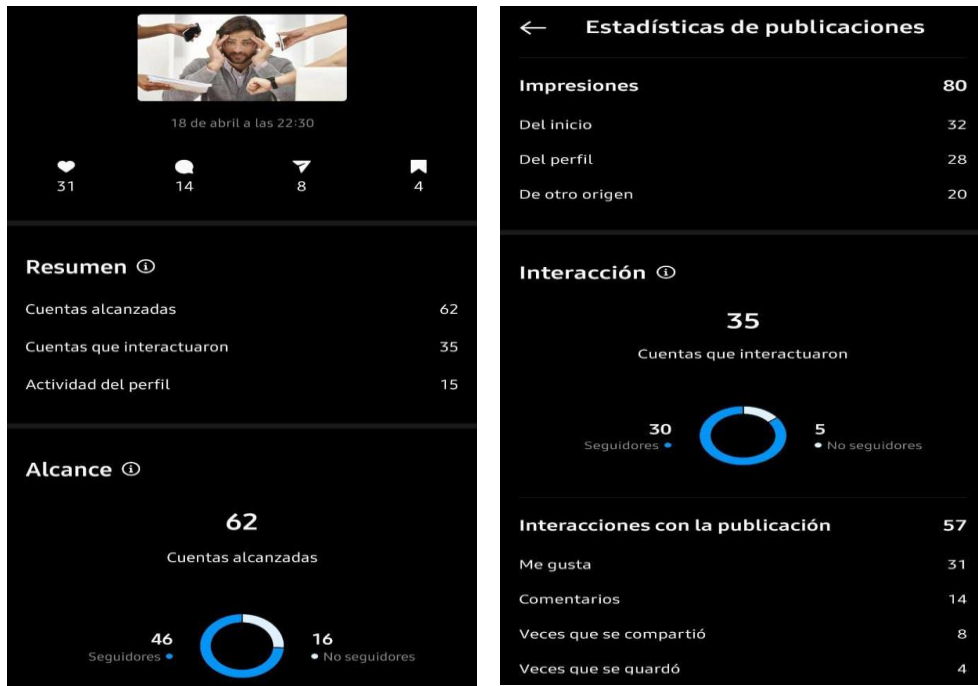 18 de abril a las 22:30
31 14 8 4
Resumen
Cuentas alcanzadas 62
Cuentas que interactuaron 35
Actividad del perfil 15
Alcance
62
Cuentas alcanzadas
46 16
Seguidores No seguidores
Estadísticas de publicaciones
Impresiones 80
Del inicio 32
Del perfil 28
De otro origen 20
Interacción
35
Cuentas que interactuaron
30 5
Seguidores No seguidores
Interacciones con la publicación 57
Me gusta 31
Comentarios 14
Veces que se compartió 8
Veces que se guardó 4